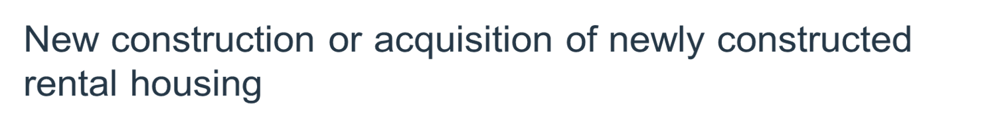 New construction or acquisition of newly constructed
rental housing